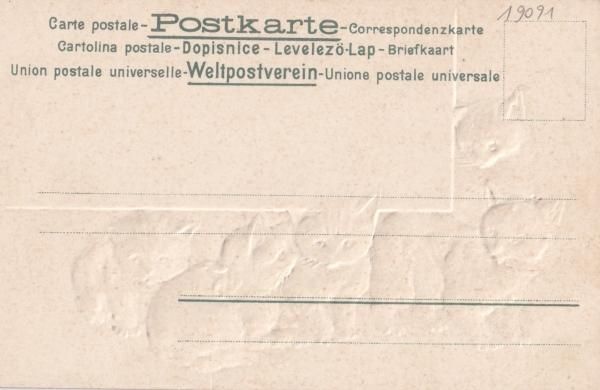 19091
Carte postale-Postkarte-Correspondenzkarte
Cartolina postale-Dopisnice-Levelezö-Lap-Briefkaart
Union postale universelle-Weltpostverein-Unione postale universale